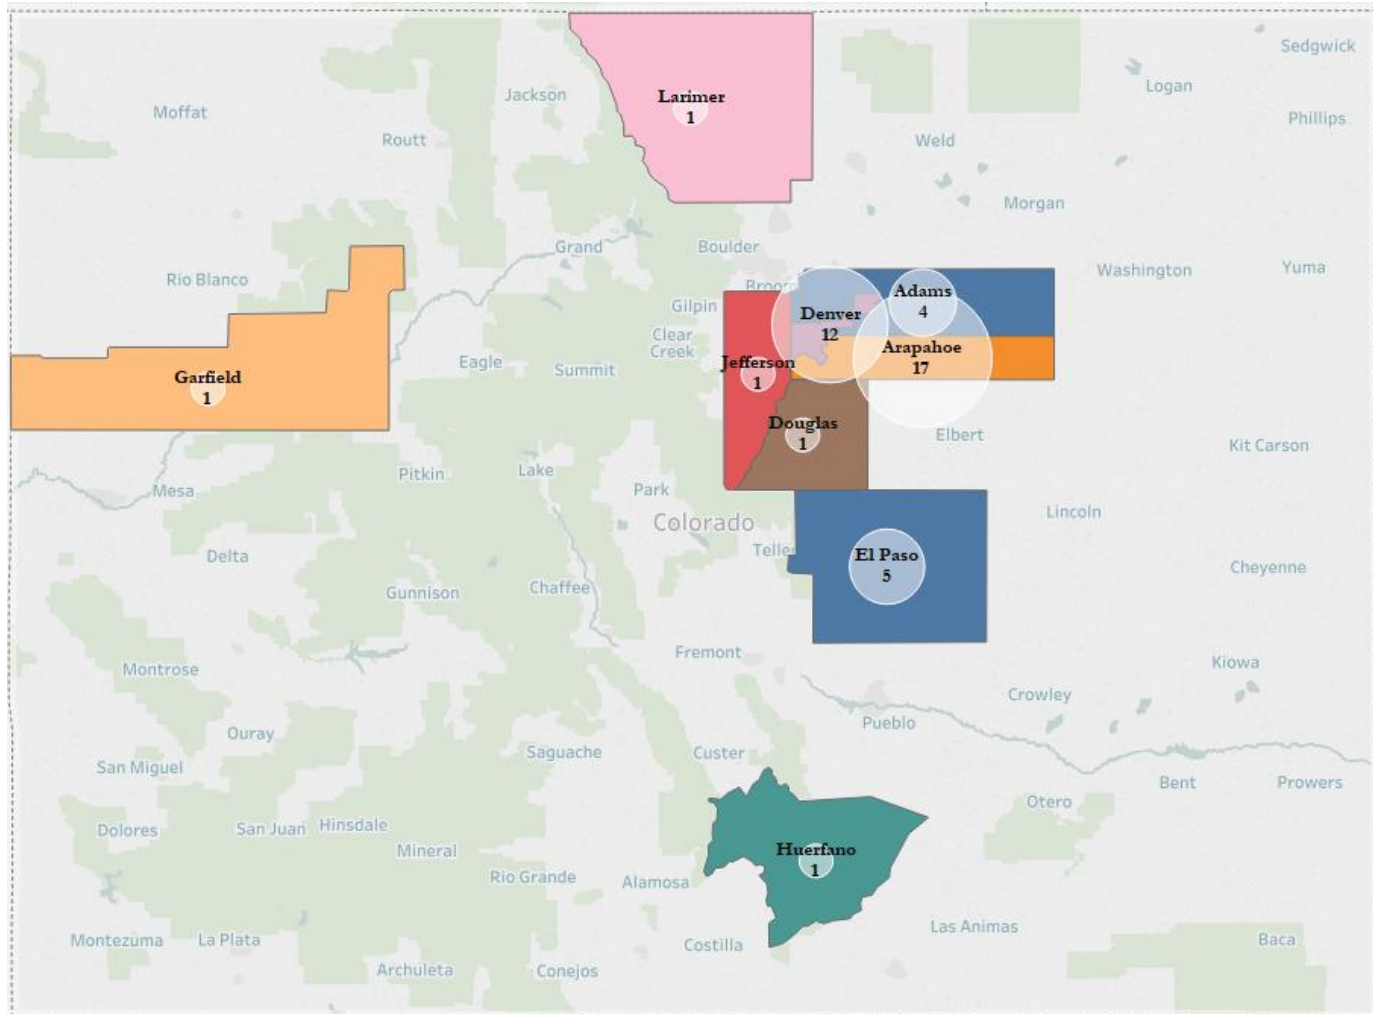 Sedgwick
Logan
Jackson
Larimer
1
Moffat
Phillips
Routt
Weld
Morgan
Grand
Boulder
Washington
Yuma
Rio Blanco
Adams
4
Gilpin
Denver
12
Clear
Creek
Arapahoe
17
Eagle
Summit
Jefferson
1
Garfield
1
Douglas
1
Elbert
Kit Carson
Pitkin
Lake
Mesa
Park
Colorado
Lincoln
Delta
Teller
El Paso
5
Cheyenne
Gunnison
Chaffee
Fremont
Kiowa
Montrose
Crowley
Pueblo
Ouray
Saguache
Custer
San Miguel
Bent
Prowers
Otero
Dolores
San Juan
Hinsdale
Mineral
Huerfano
1
Rio Grande
Alamosa
Las Animas
Montezuma
La Plata
Costilla
Baca
Archuleta
Conejos